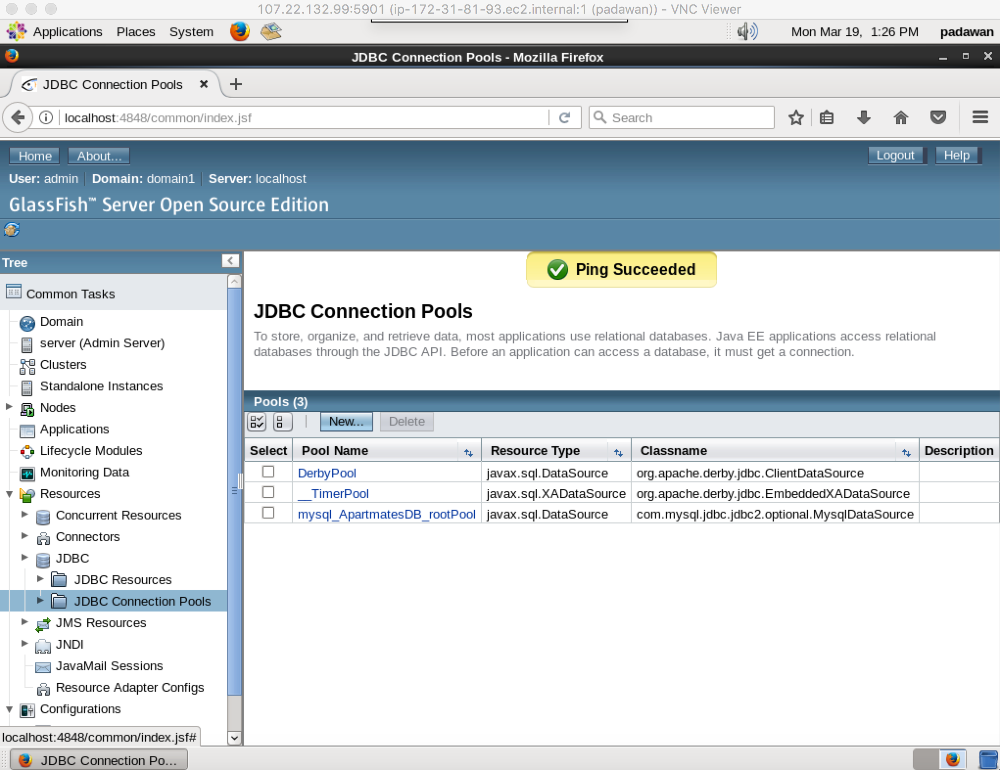 107.22.132.99:5901 (ip-172-31-81-93.ec2.internal:1 (padawan)) - VNC Viewer
Applications Places System Mon Mar 19, 1:26 PM padawan
JDBC Connection Pools - Mozilla Firefox
JDBC Connection Pools
localhost:4848/common/index.jsf Search
Home About... Logout Help
User: admin Domain: domain1 Server: localhost
GlassFish™ Server Open Source Edition
Tree
Common Tasks
Domain
server (Admin Server)
Clusters
Standalone Instances
Nodes
Applications
Lifecycle Modules
Monitoring Data
Resources
Concurrent Resources
Connectors
JDBC
JDBC Resources
JDBC Connection Pools
JMS Resources
JNDI
JavaMail Sessions
Resource Adapter Configs
Configurations
localhost:4848/common/index.jsf#
Ping Succeeded
JDBC Connection Pools
To store, organize, and retrieve data, most applications use relational databases. Java EE applications access relational
databases through the JDBC API. Before an application can access a database, it must get a connection.
Pools (3)
New... Delete
Select Pool Name Resource Type Classname Description
DerbyPool javax.sql.DataSource org.apache.derby.jdbc.ClientDataSource
__TimerPool javax.sql.XADataSource org.apache.derby.jdbc.EmbeddedXADataSource
mysql_ApartmatesDB_rootPool javax.sql.DataSource com.mysql.jdbc.jdbc2.optional.MysqlDataSource
JDBC Connection Po...